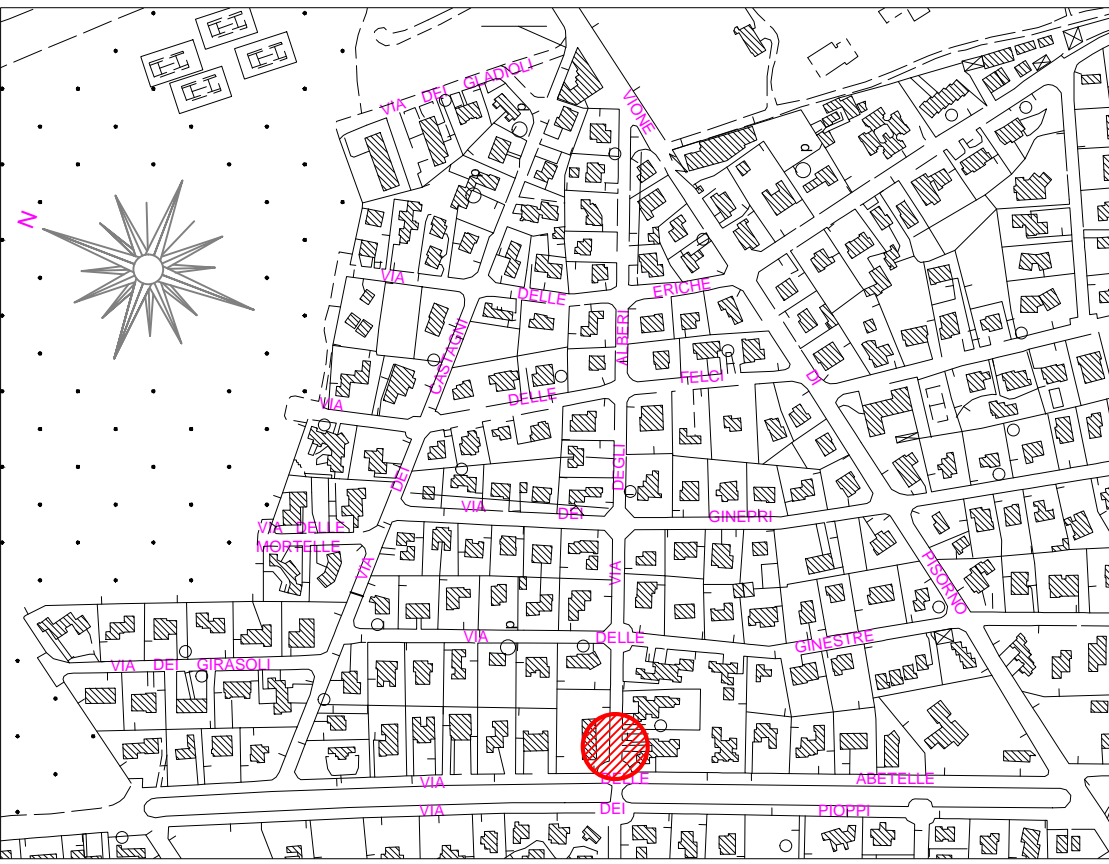 VIA DEI GLADIOLI
VIONE
N
VIA DELLE ERICHE
ALBERI
CASTAGNI
DI
FELCI
VIA DELLE
DEGLI
DEI
VIA DEI GINEPRI
VIA DELLE
MORTELLE
VIA
VIA
PISORNO
VIA DELLE GINESTRE
VIA DEI GIRASOLI
VIA DELLE ABETELLE
VIA DEI PIOPPI
p
p
p
p
p